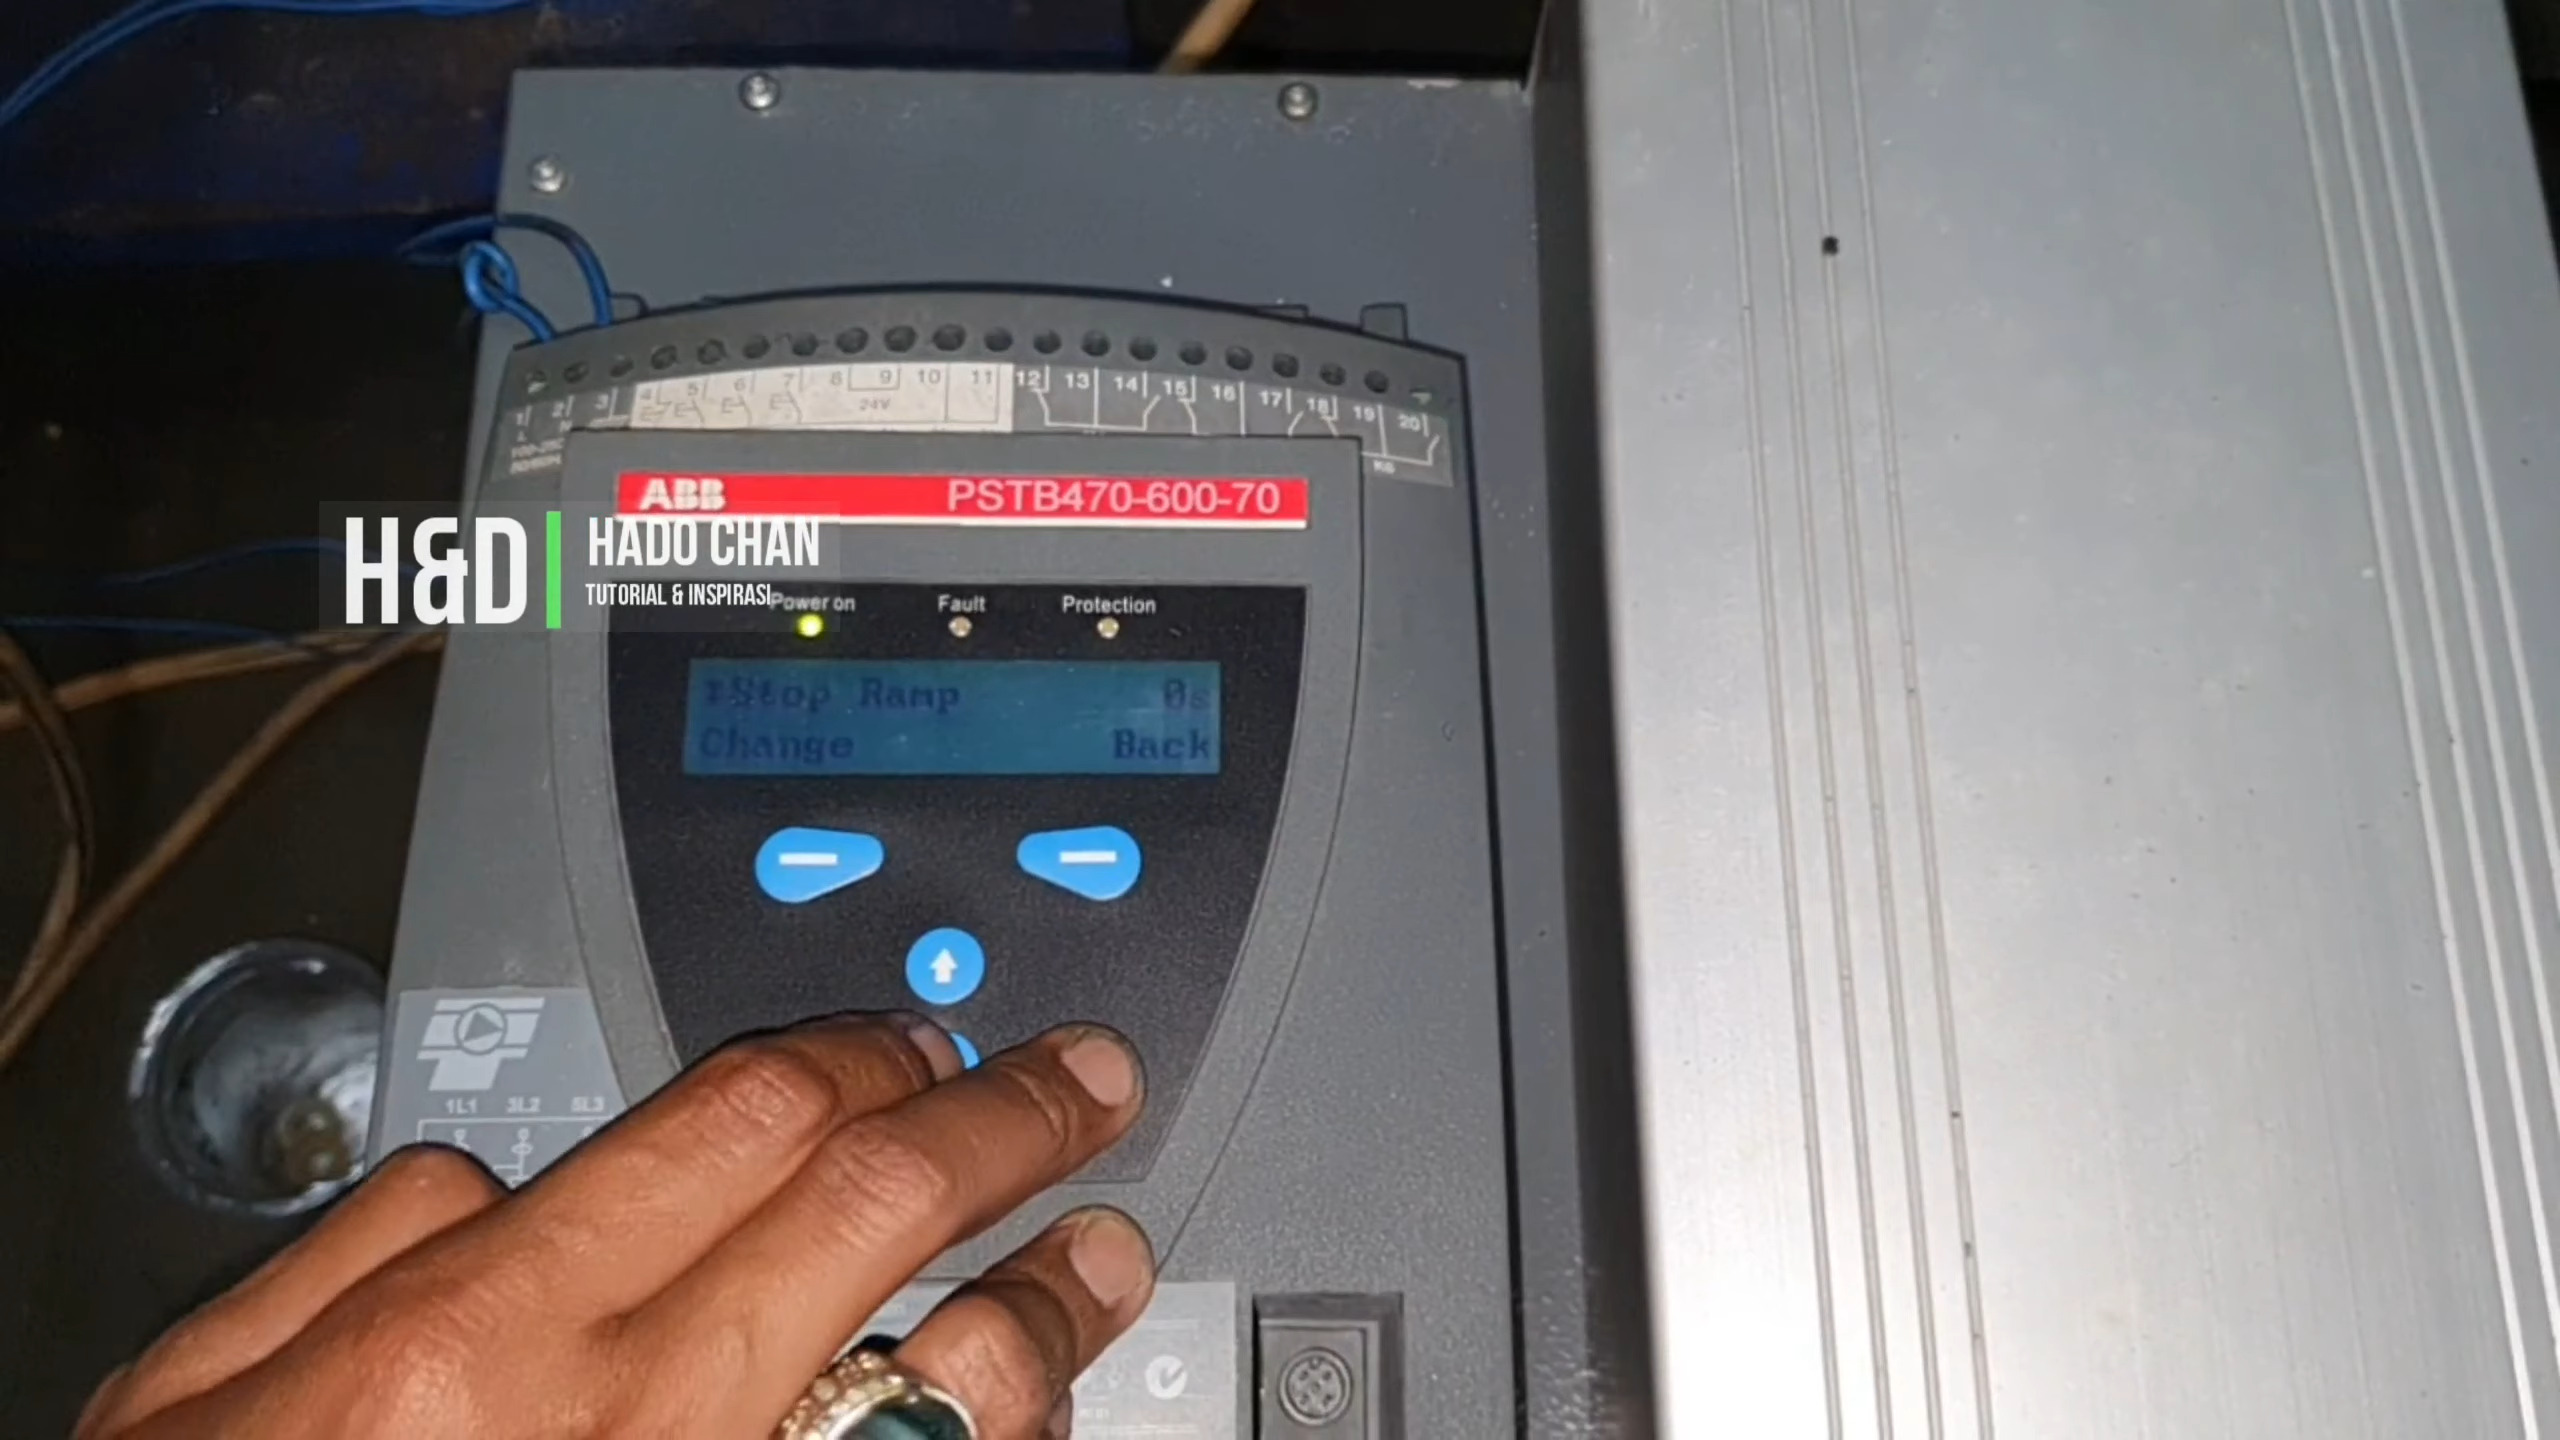 1 2 3 4 5 6 7 8 9 10 11 12 13 14 15 16 17 18 19 20
L
24V
K6
ABB PSTB470-600-70
H&D HADO CHAN
TUTORIAL & INSPIRASI
Power on Fault Protection
Stop Ramp 0s
Change Back
1L1 3L2 5L3